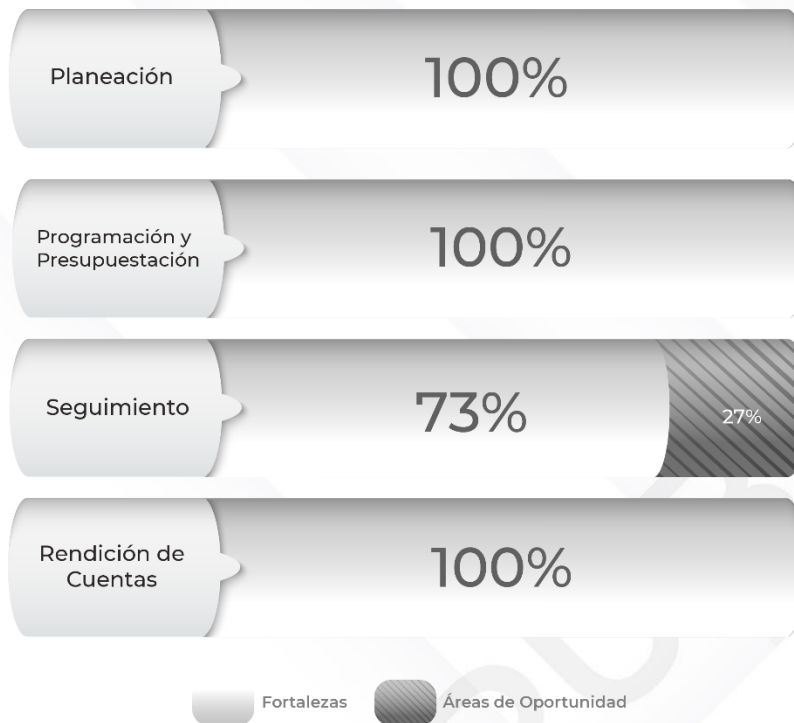 Planeación
100%
Programación y
Presupuestación
100%
Seguimiento
73%
27%
Rendición de
Cuentas
100%
Fortalezas
Áreas de Oportunidad